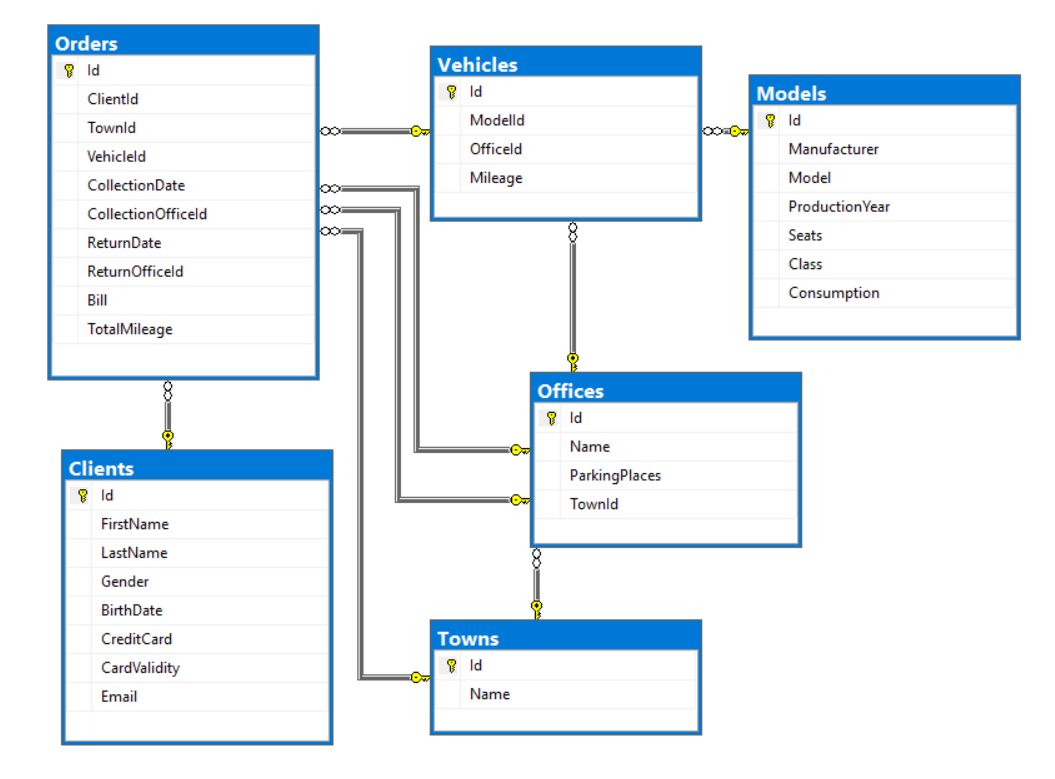 Orders
Id
ClientId
TownId
VehicleId
CollectionDate
CollectionOfficeId
ReturnDate
ReturnOfficeId
Bill
TotalMileage
Vehicles
Id
ModelId
OfficeId
Mileage
Models
Id
Manufacturer
Model
ProductionYear
Seats
Class
Consumption
Offices
Id
Name
ParkingPlaces
TownId
Clients
Id
FirstName
LastName
Gender
BirthDate
CreditCard
CardValidity
Email
Towns
Id
Name